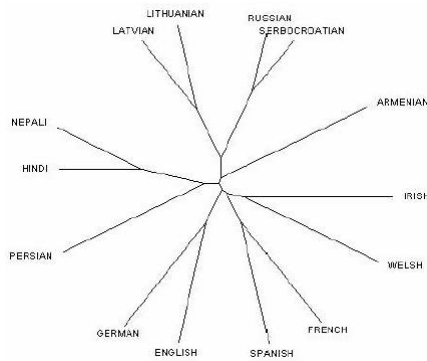 LITHUANIAN
RUSSIAN
LATVIAN
SERBOCROATIAN
ARMENIAN
NEPALI
HINDI
IRISH
PERSIAN
WELSH
GERMAN
FRENCH
ENGLISH
SPANISH